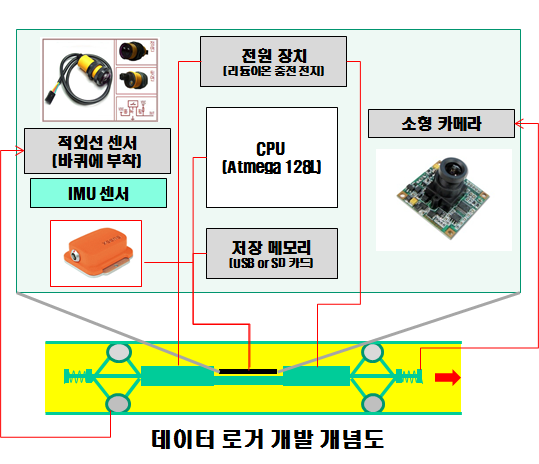 전원 장치
(리튬이온 충전 전지)
적외선 센서
(바퀴에 부착)
CPU
(Atmega 128L)
소형 카메라
IMU 센서
저장 메모리
(USB or SD 카드)
데이터 로거 개발 개념도